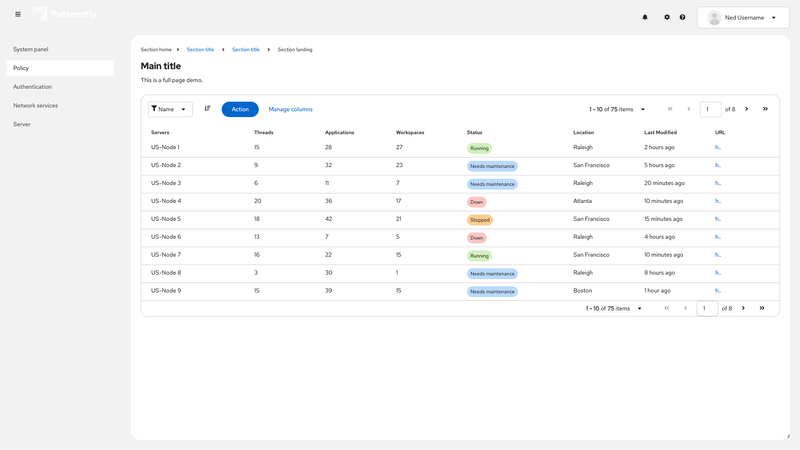 PatternFly
Ned Username
System panel
Policy
Authentication
Network services
Server
Section home Section title Section title Section landing
Main title
This is a full page demo.
Name Action Manage columns 1 - 10 of 75 items 1 of 8
Servers Threads Applications Workspaces Status Location Last Modified URL
US-Node 1 15 28 27 Running Raleigh 2 hours ago h..
US-Node 2 9 32 23 Needs maintenance San Francisco 5 hours ago h..
US-Node 3 6 11 7 Needs maintenance Raleigh 20 minutes ago h..
US-Node 4 20 36 17 Down Atlanta 10 minutes ago h..
US-Node 5 18 42 21 Stopped San Francisco 15 minutes ago h..
US-Node 6 13 7 5 Down Raleigh 4 hours ago h..
US-Node 7 16 22 15 Running San Francisco 10 minutes ago h..
US-Node 8 3 30 1 Needs maintenance Raleigh 8 hours ago h..
US-Node 9 15 39 15 Needs maintenance Boston 1 hour ago h..
1 - 10 of 75 items 1 of 8